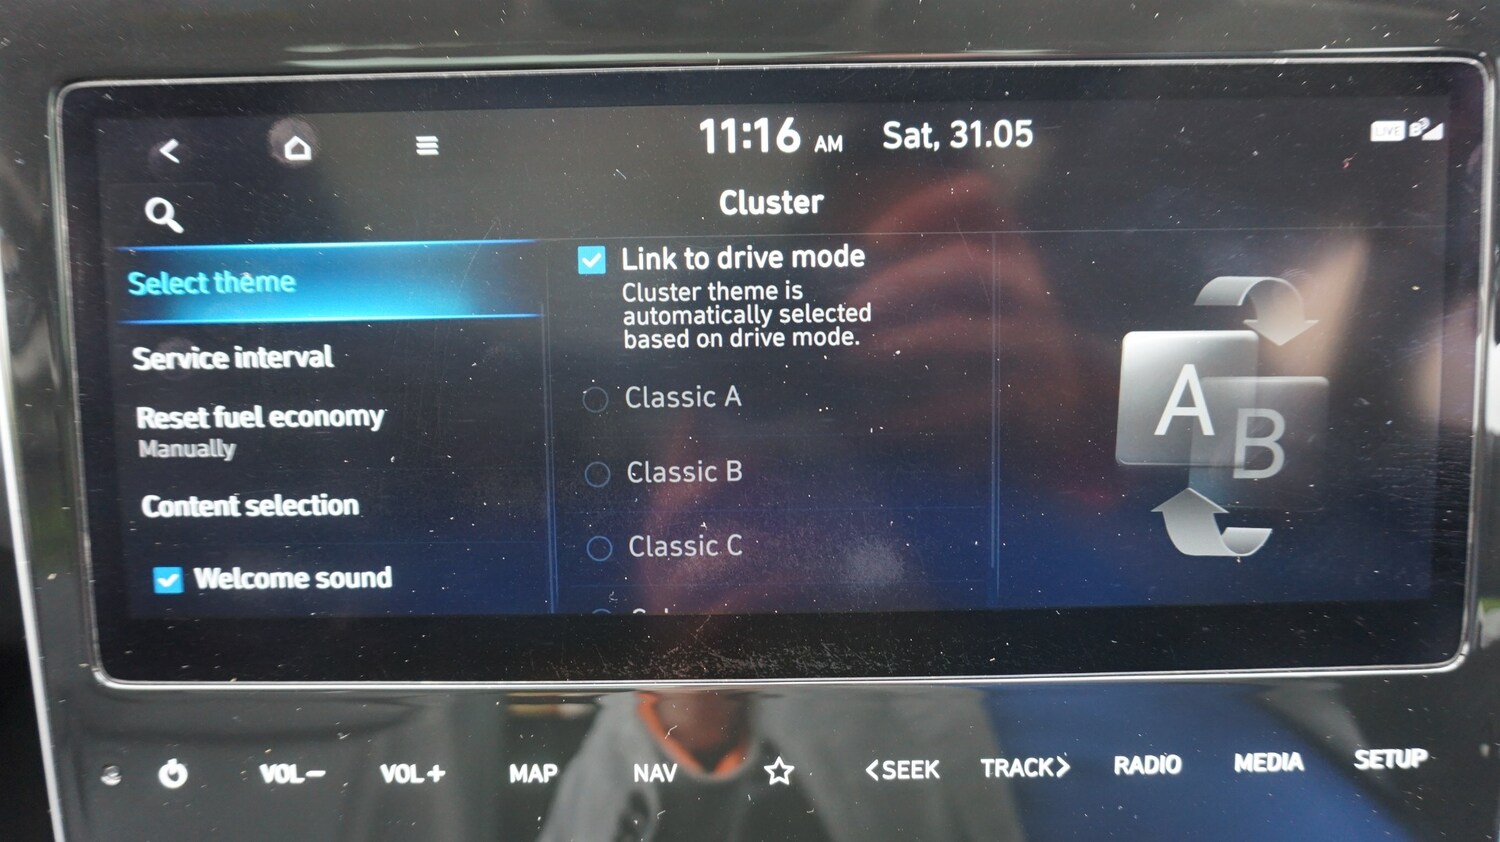 11:16 AM Sat, 31.05
LIVE
Cluster
Select theme
Service interval
Reset fuel economy
Manually
Content selection
Welcome sound
Link to drive mode
Cluster theme is
automatically selected
based on drive mode.
Classic A
Classic B
Classic C
A
B
VOL− VOL+ MAP NAV <SEEK TRACK> RADIO MEDIA SETUP